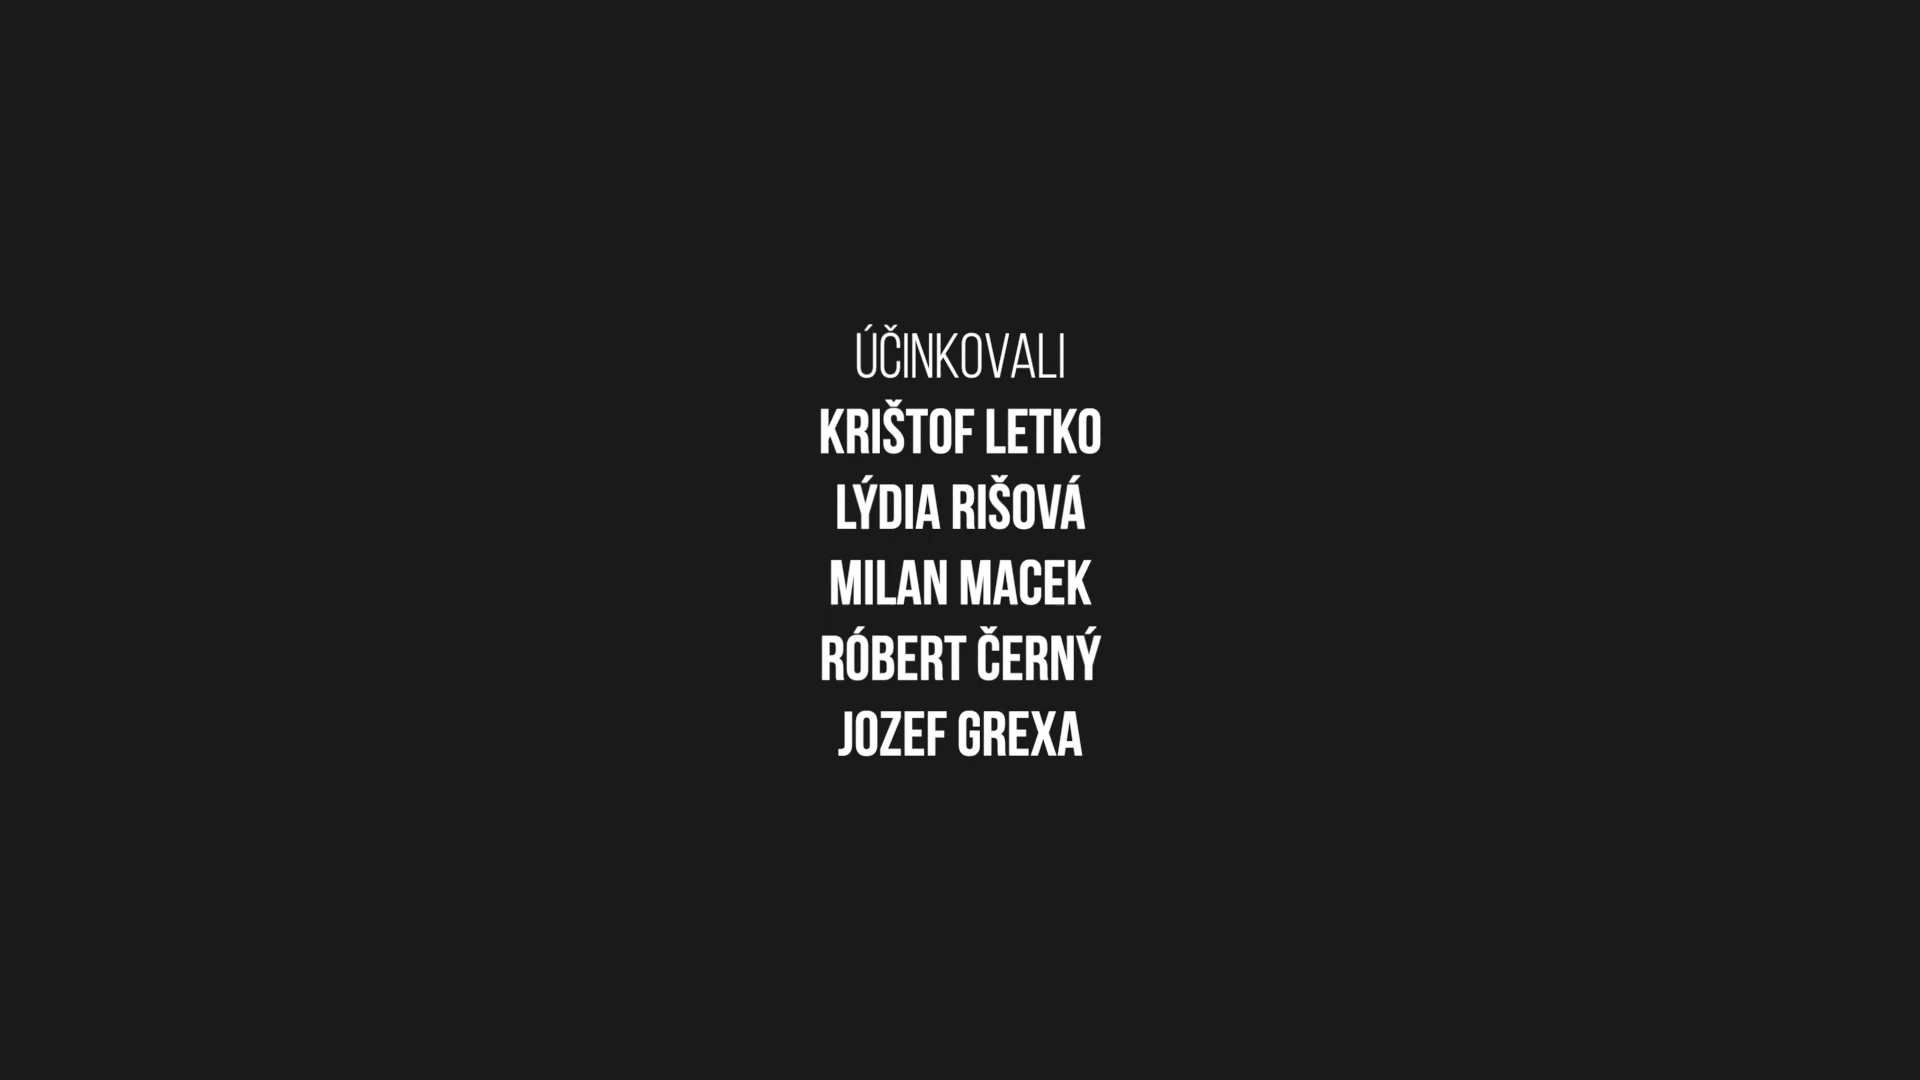 ÚČINKOVALI
KRIŠTOF LETKO
LÝDIA RIŠOVÁ
MILAN MACEK
RÓBERT ČERNÝ
JOZEF GREXA